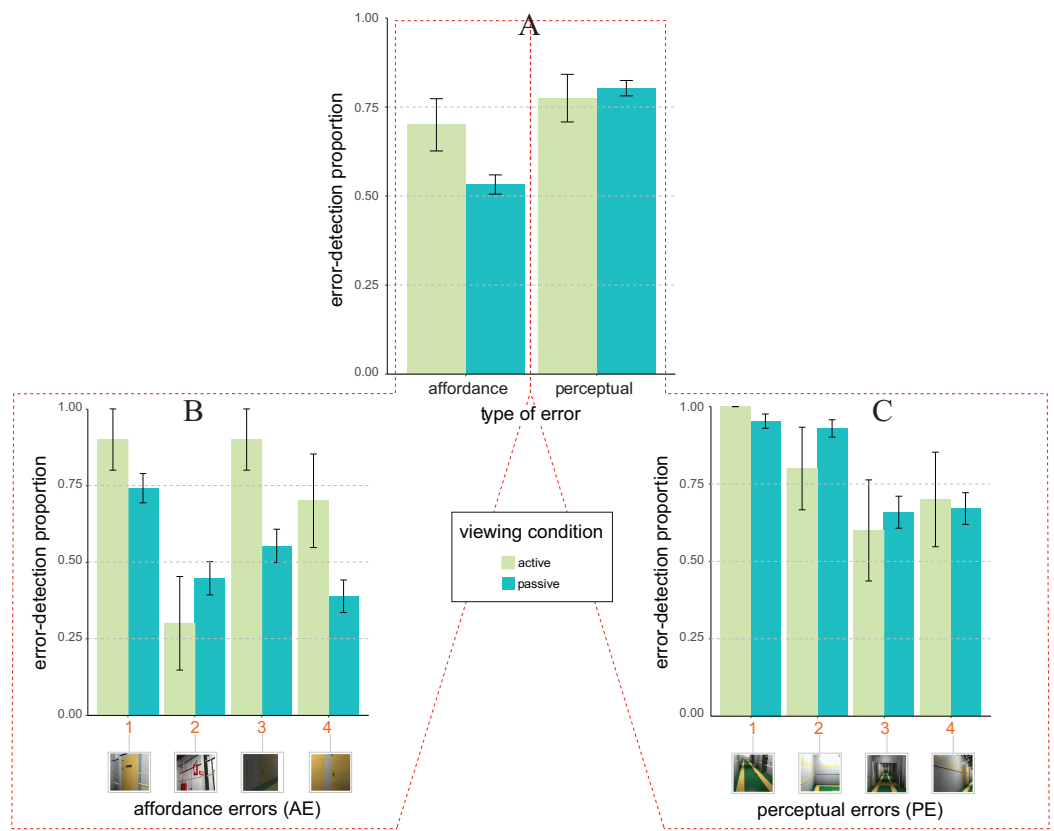 A
1.00
0.75
0.50
0.25
0.00
error-detection proportion
affordance perceptual
type of error
B
1.00
0.75
0.50
0.25
0.00
error-detection proportion
1 2 3 4
affordance errors (AE)
viewing condition
active
passive
C
1.00
0.75
0.50
0.25
0.00
error-detection proportion
1 2 3 4
perceptual errors (PE)